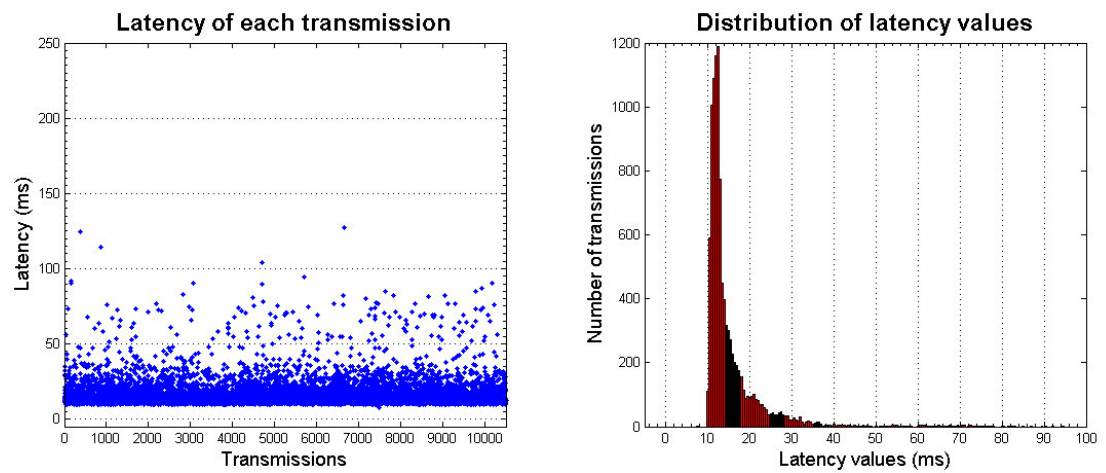 Latency of each transmission
250
200
150
100
50
0
0 1000 2000 3000 4000 5000 6000 7000 8000 9000 10000
Latency (ms)
Transmissions
Distribution of latency values
1200
1000
800
600
400
200
0
0 10 20 30 40 50 60 70 80 90 100
Number of transmissions
Latency values (ms)